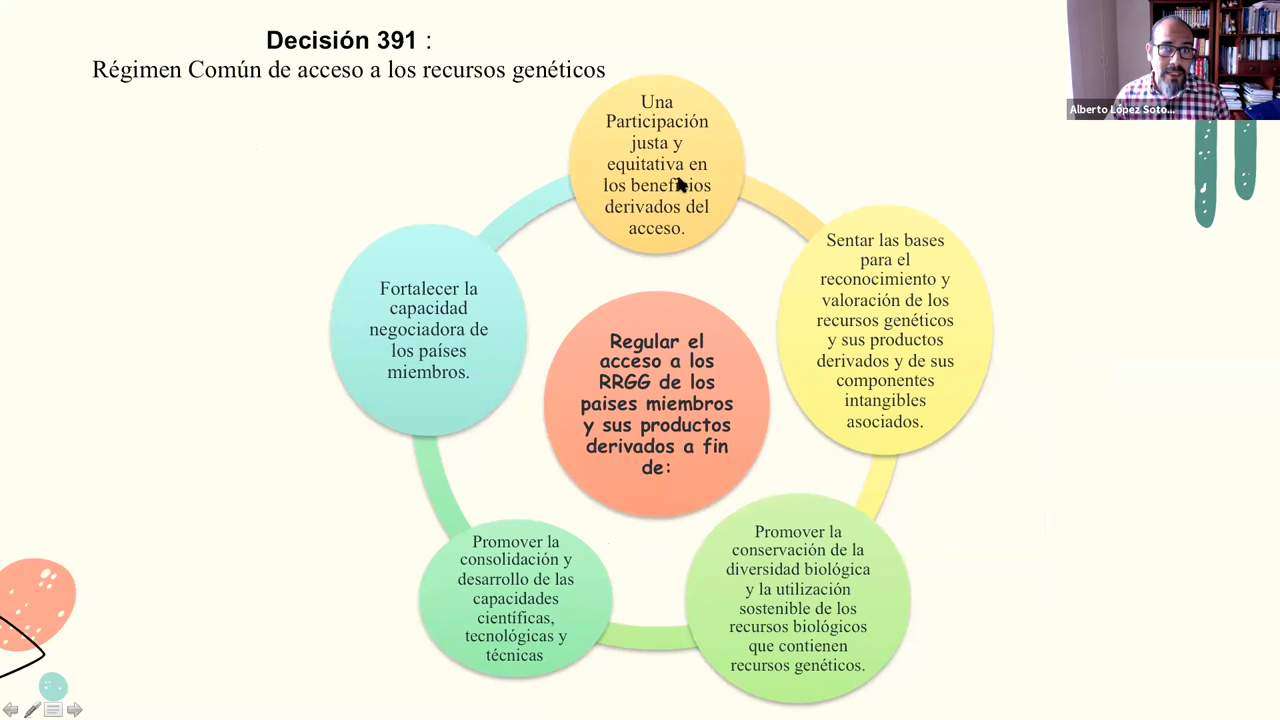 Decisión 391 :
Régimen Común de acceso a los recursos genéticos
Alberto López Soto...
Una
Participación
justa y
equitativa en
los beneficios
derivados del
acceso.
Sentar las bases
para el
reconocimiento y
valoración de los
recursos genéticos
y sus productos
derivados y de sus
componentes
intangibles
asociados.
Promover la
conservación de la
diversidad biológica
y la utilización
sostenible de los
recursos biológicos
que contienen
recursos genéticos.
Promover la
consolidación y
desarrollo de las
capacidades
científicas,
tecnológicas y
técnicas
Fortalecer la
capacidad
negociadora de
los países
miembros.
Regular el
acceso a los
RRGG de los
paises miembros
y sus productos
derivados a fin
de: